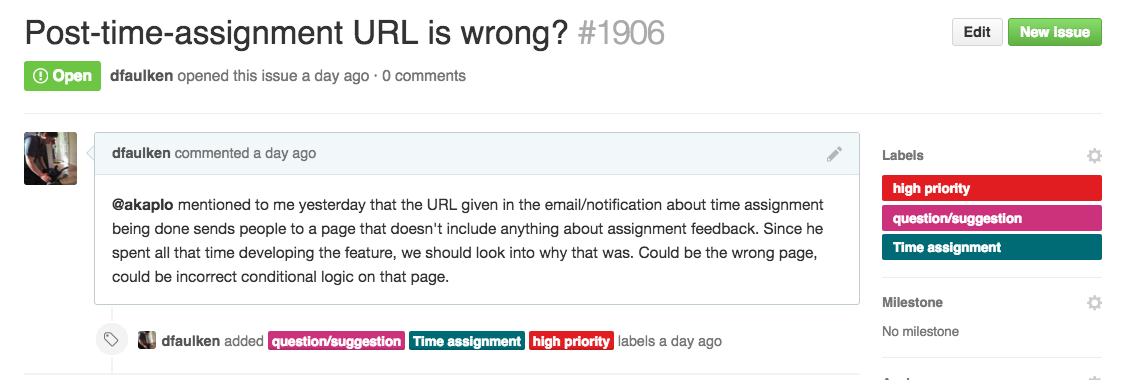 Post-time-assignment URL is wrong? #1906
Edit
New issue
Open
dfaulken opened this issue a day ago · 0 comments
dfaulken commented a day ago
@akaplo mentioned to me yesterday that the URL given in the email/notification about time assignment
being done sends people to a page that doesn't include anything about assignment feedback. Since he
spent all that time developing the feature, we should look into why that was. Could be the wrong page,
could be incorrect conditional logic on that page.
dfaulken added question/suggestion Time assignment high priority labels a day ago
Labels
high priority
question/suggestion
Time assignment
Milestone
No milestone